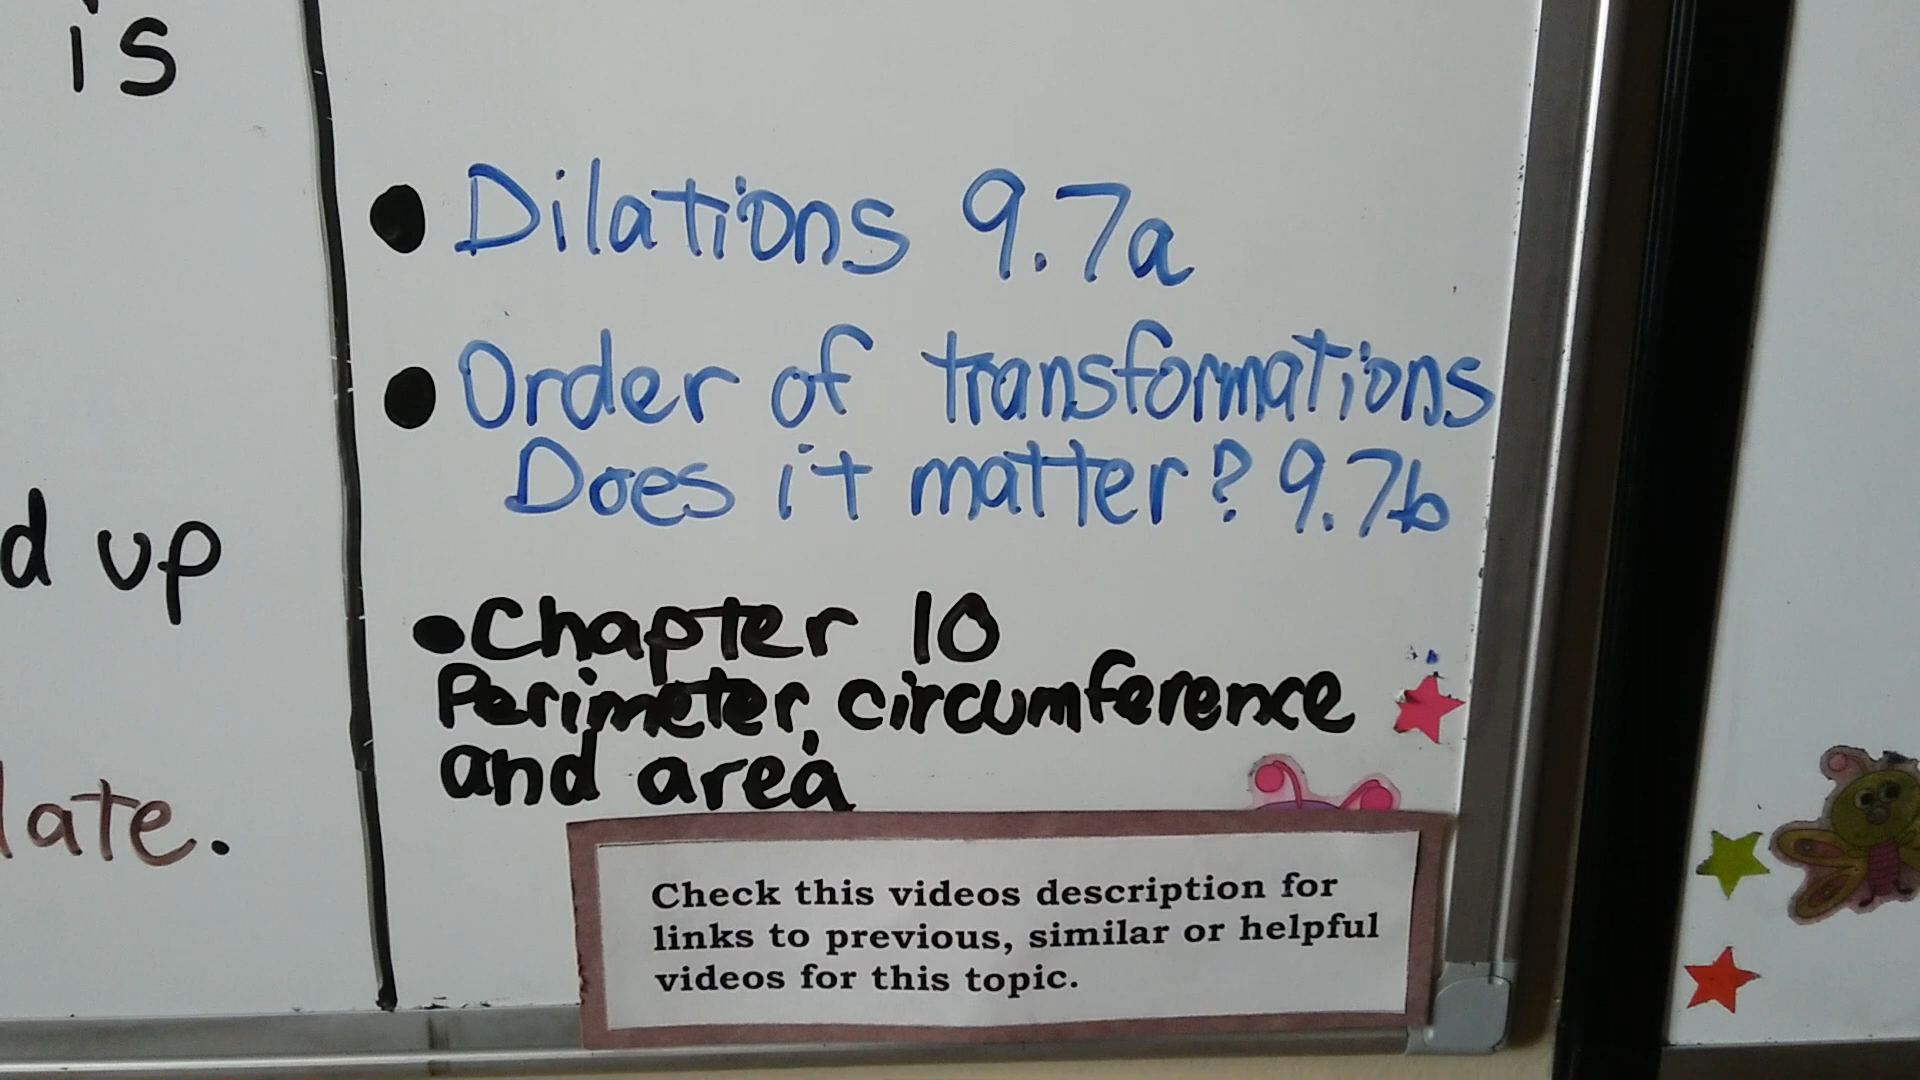 is
d up
late.
• Dilations 9.7a
• Order of transformations
Does it matter? 9.7b
• Chapter 10
Perimeter, circumference
and area
Check this videos description for
links to previous, similar or helpful
videos for this topic.